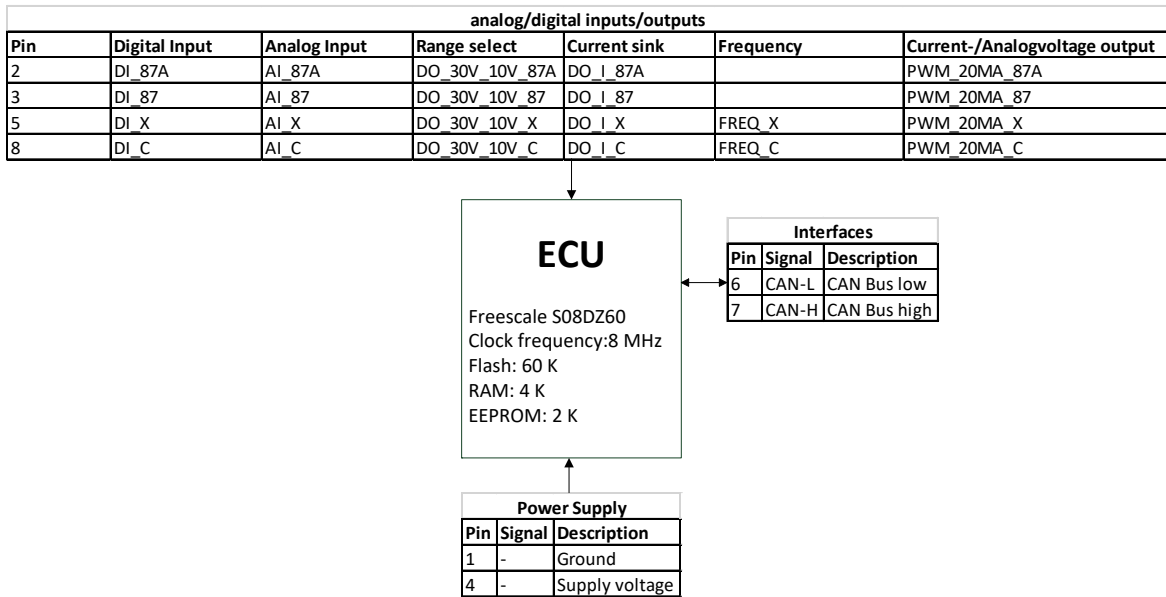 analog/digital inputs/outputs
Pin Digital Input Analog Input Range select Current sink Frequency Current-/Analogvoltage output
2 DI_87A AI_87A DO_30V_10V_87A DO_I_87A PWM_20MA_87A
3 DI_87 AI_87 DO_30V_10V_87 DO_I_87 PWM_20MA_87
5 DI_X AI_X DO_30V_10V_X DO_I_X FREQ_X PWM_20MA_X
8 DI_C AI_C DO_30V_10V_C DO_I_C FREQ_C PWM_20MA_C
ECU
Freescale S08DZ60
Clock frequency:8 MHz
Flash: 60 K
RAM: 4 K
EEPROM: 2 K
Interfaces
Pin Signal Description
6 CAN-L CAN Bus low
7 CAN-H CAN Bus high
Power Supply
Pin Signal Description
1 - Ground
4 - Supply voltage